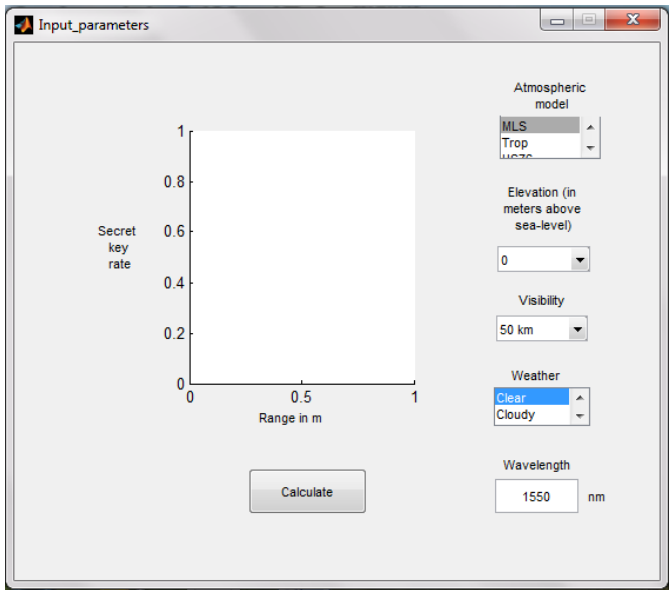 Input_parameters
Atmospheric
model
MLS
Trop
Elevation (in
meters above
sea-level)
0
Visibility
50 km
Weather
Clear
Cloudy
Wavelength
1550 nm
Secret
key
rate
1
0.8
0.6
0.4
0.2
0
0 0.5 1
Range in m
Calculate